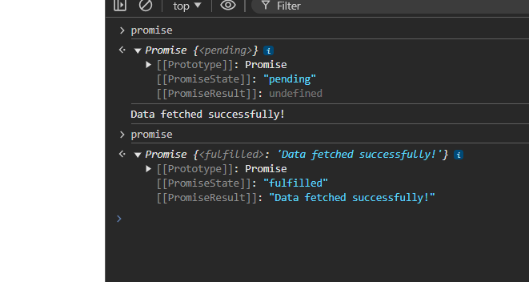 top Filter
promise
Promise {<pending>} i
[[Prototype]]: Promise
[[PromiseState]]: "pending"
[[PromiseResult]]: undefined
Data fetched successfully!
promise
Promise {<fulfilled>: 'Data fetched successfully!'} i
[[Prototype]]: Promise
[[PromiseState]]: "fulfilled"
[[PromiseResult]]: "Data fetched successfully!"